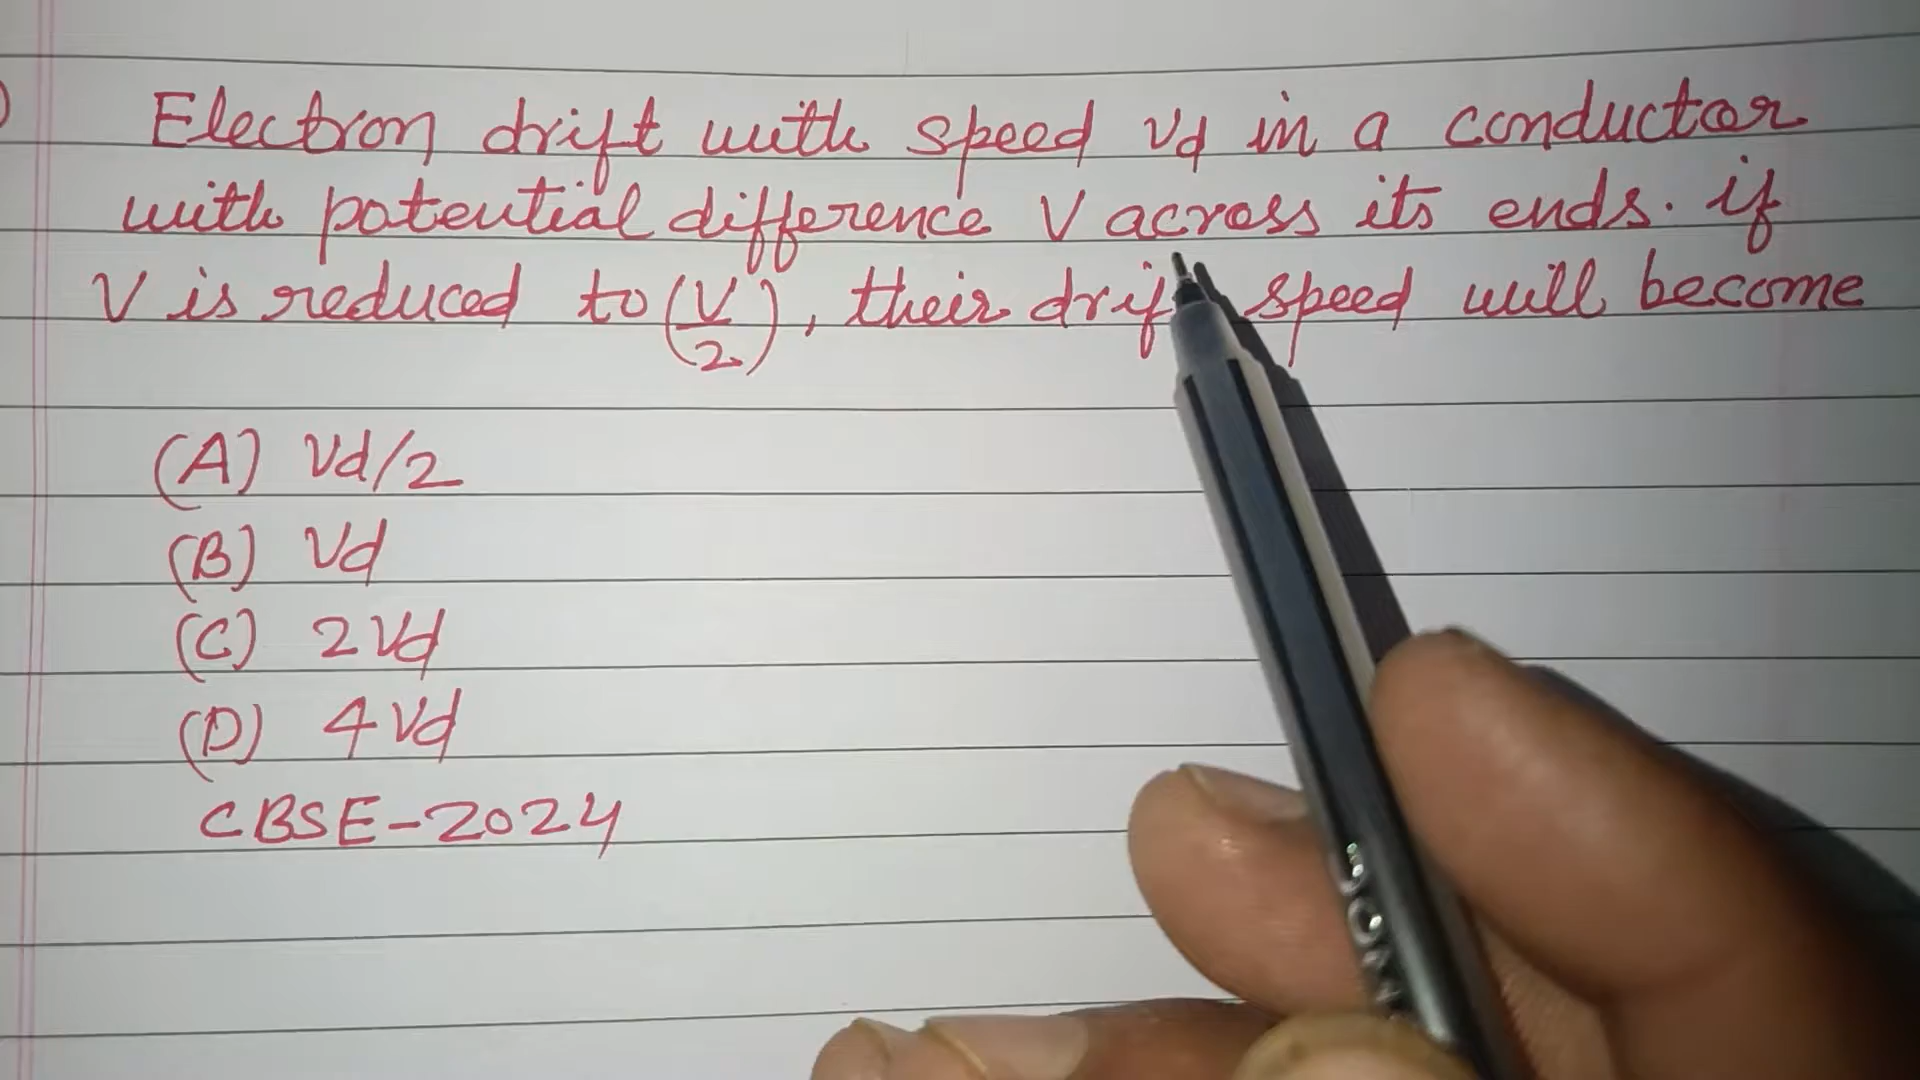 Electron drift with speed vd in a conductor
with potential difference V across its ends. if
V is reduced to (V/2), their drift speed will become
(A) Vd/2
(B) Vd
(C) 2Vd
(D) 4Vd
CBSE-2024